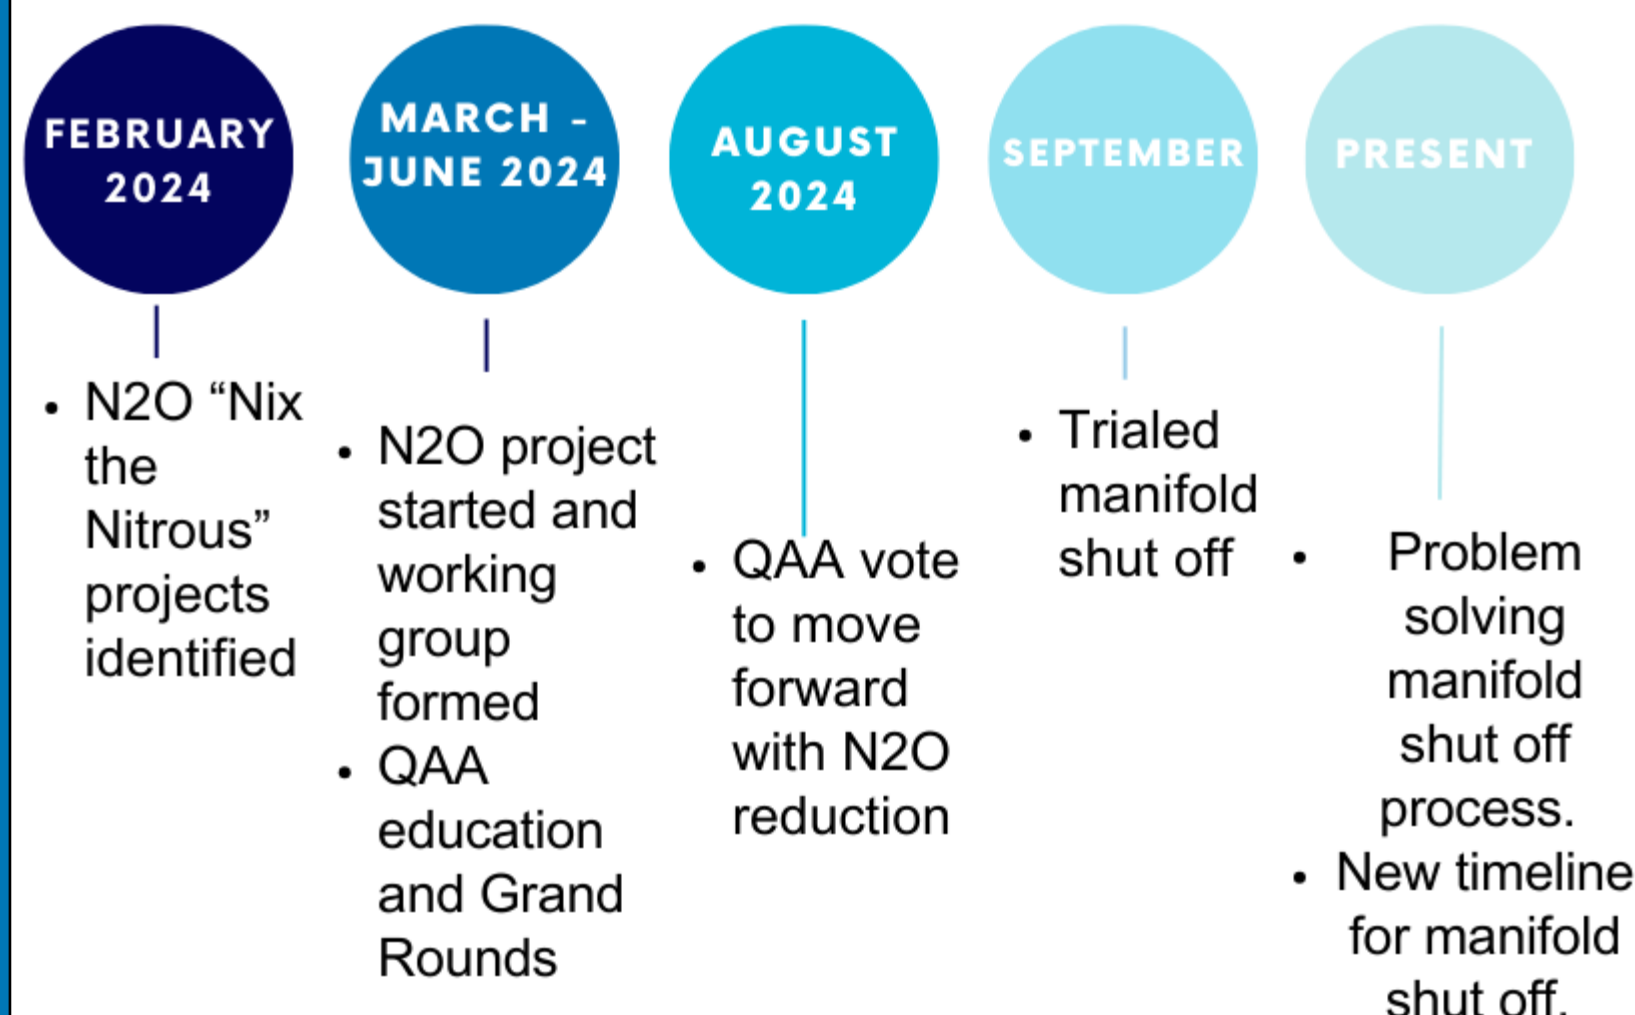 FEBRUARY
2024
• N2O “Nix
the
Nitrous”
projects
identified
MARCH -
JUNE 2024
• N2O project
started and
working
group
formed
• QAA
education
and Grand
Rounds
AUGUST
2024
• QAA vote
to move
forward
with N2O
reduction
SEPTEMBER
• Trialed
manifold
shut off
PRESENT
• Problem
solving
manifold
shut off
process.
• New timeline
for manifold
shut off.